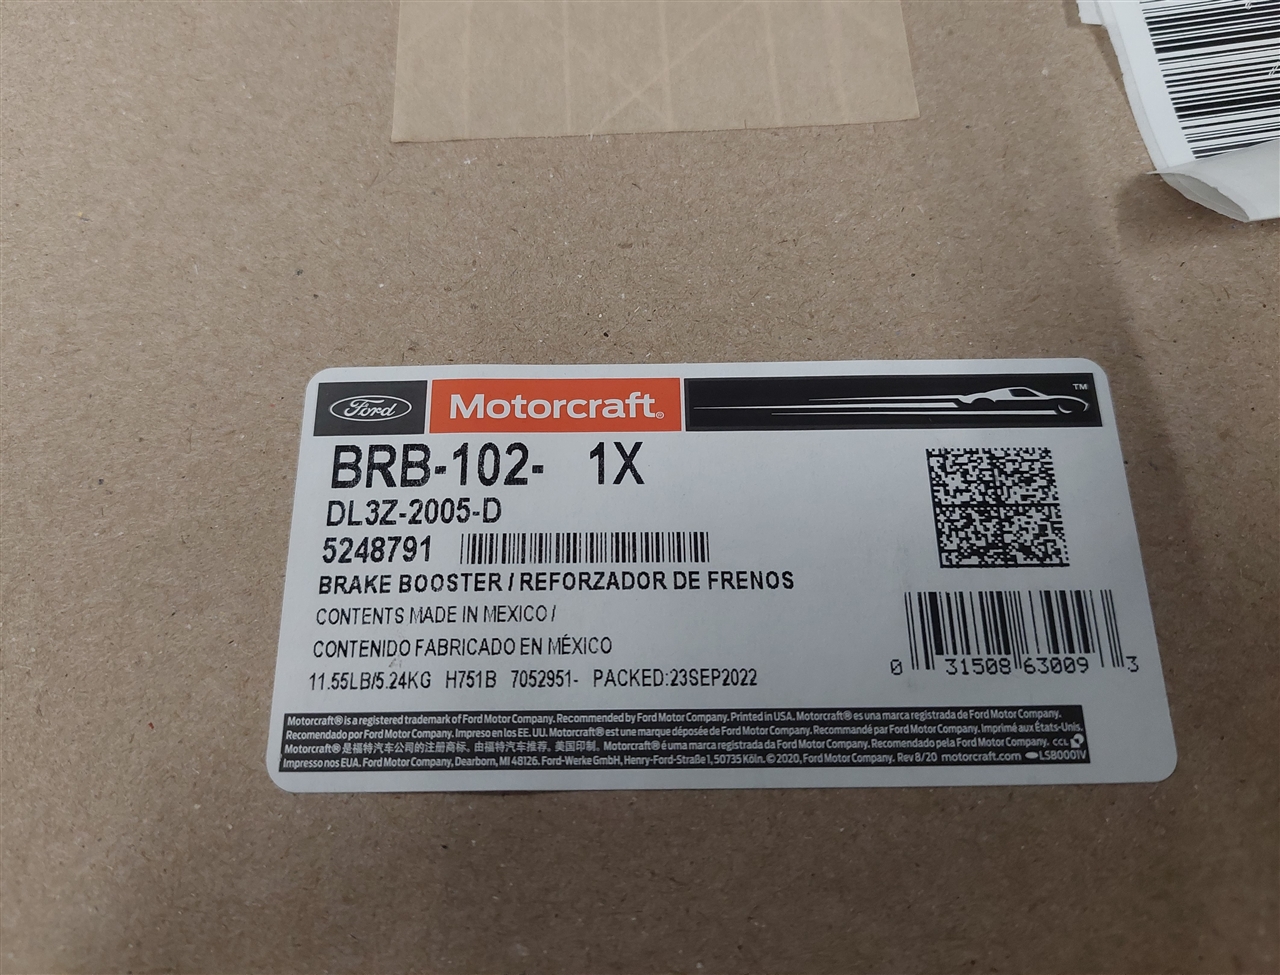 Ford Motorcraft® ™
BRB-102- 1X
DL3Z-2005-D
5248791
BRAKE BOOSTER / REFORZADOR DE FRENOS
CONTENTS MADE IN MEXICO /
CONTENIDO FABRICADO EN MÉXICO
11.55LB/5.24KG H751B 7052951- PACKED:23SEP2022
0 31508 63009 3
Motorcraft® is a registered trademark of Ford Motor Company. Recommended by Ford Motor Company. Printed in USA. Motorcraft® es una marca registrada de Ford Motor Company.
Recomendado por Ford Motor Company. Impreso en los EE. UU. Motorcraft® est une marque déposée de Ford Motor Company. Recommandé par Ford Motor Company. Imprimé aux États-Unis.
Motorcraft® 是福特汽车公司的注册商标。由福特汽车推荐。美国印制。Motorcraft® é uma marca registrada da Ford Motor Company. Recomendado pela Ford Motor Company. CCL
Impresso nos EUA. Ford Motor Company, Dearborn, MI 48126. Ford-Werke GmbH, Henry-Ford-Straße 1, 50735 Köln. © 2020, Ford Motor Company. Rev 8/20 motorcraft.com LSB0001V